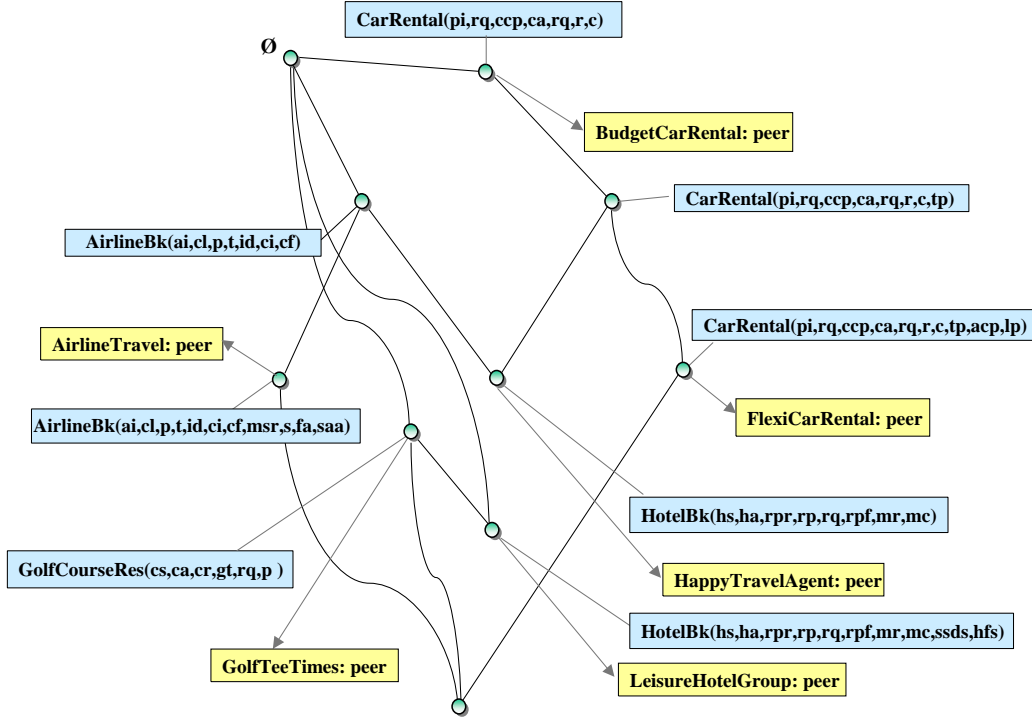 CarRental(pi,rq,ccp,ca,rq,r,c)
Ø
BudgetCarRental: peer
CarRental(pi,rq,ccp,ca,rq,r,c,tp)
AirlineBk(ai,cl,p,t,id,ci,cf)
CarRental(pi,rq,ccp,ca,rq,r,c,tp,acp,lp)
AirlineTravel: peer
AirlineBk(ai,cl,p,t,id,ci,cf,msr,s,fa,saa)
FlexiCarRental: peer
HotelBk(hs,ha,rpr,rp,rq,rpf,mr,mc)
GolfCourseRes(cs,ca,cr,gt,rq,p )
HappyTravelAgent: peer
HotelBk(hs,ha,rpr,rp,rq,rpf,mr,mc,ssds,hfs)
GolfTeeTimes: peer
LeisureHotelGroup: peer